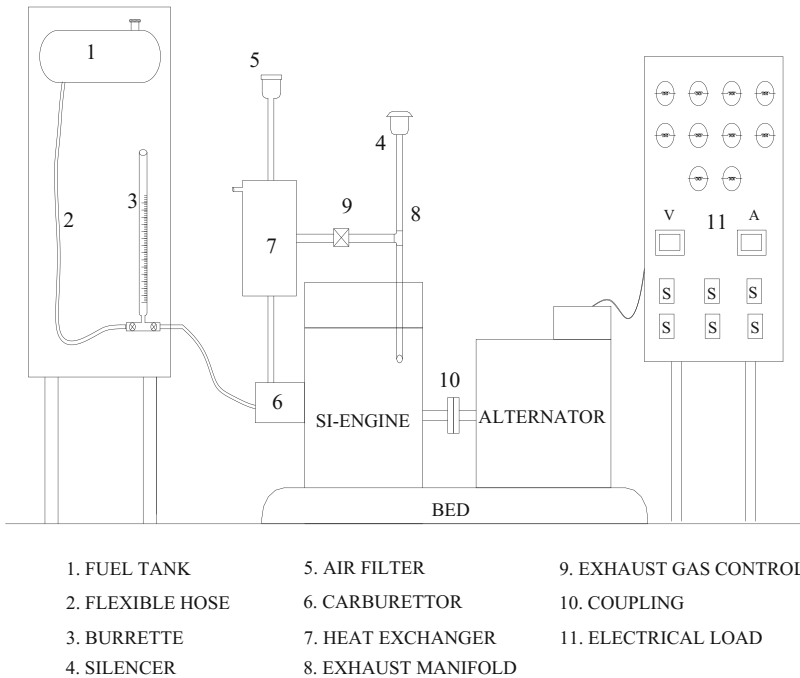 1
5
4
3
2
9
8
7
V
11
A
S S S
S S S
10
6
SI-ENGINE
ALTERNATOR
BED
1. FUEL TANK
5. AIR FILTER
9. EXHAUST GAS CONTROL
2. FLEXIBLE HOSE
6. CARBURETTOR
10. COUPLING
3. BURRETTE
7. HEAT EXCHANGER
11. ELECTRICAL LOAD
4. SILENCER
8. EXHAUST MANIFOLD